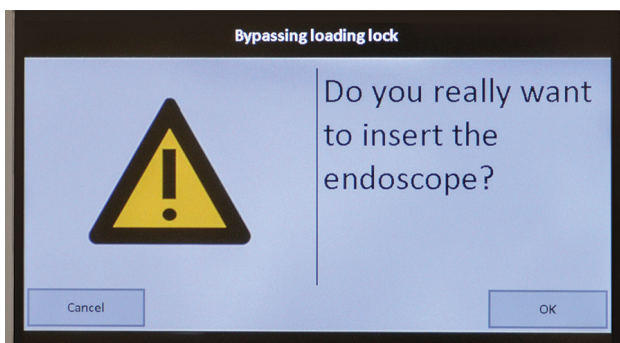 Bypassing loading lock
Do you really want
to insert the
endoscope?
Cancel
OK